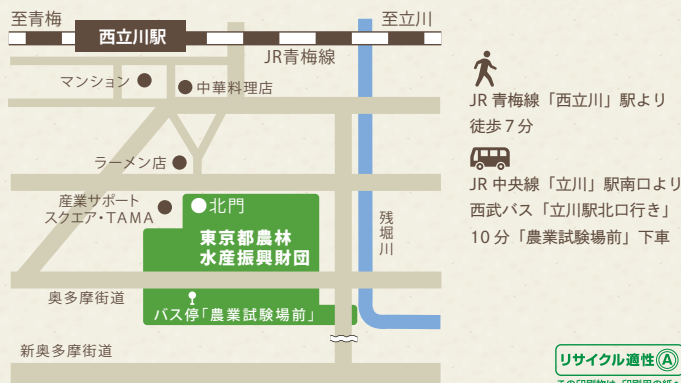 至青梅
至立川
西立川駅
JR青梅線
マンション
中華料理店
ラーメン店
産業サポート
スクエア・TAMA
北門
東京都農林
水産振興財団
残堀川
奥多摩街道
バス停「農業試験場前」
新奥多摩街道
JR 青梅線「西立川」駅より
徒歩 7 分
JR 中央線「立川」駅南口より
西武バス「立川駅北口行き」
10 分「農業試験場前」下車
リサイクル適性Ⓐ